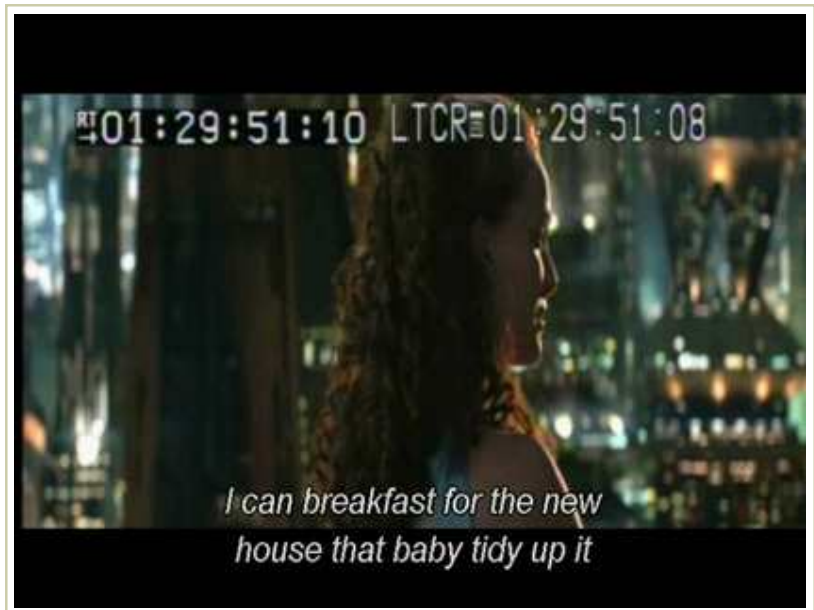 RT→01:29:51:10 LTCR≡01:29:51:08
I can breakfast for the new
house that baby tidy up it